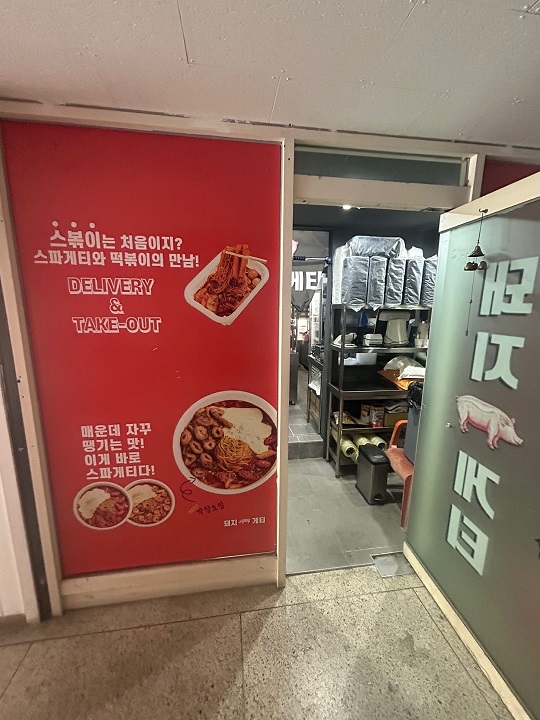 스볶이는 처음이지?
스파게티와 떡볶이의 만남!
DELIVERY
&
TAKE-OUT
매운데 자꾸
땡기는 맛!
이게 바로
스파게티다!
돼지 게티
게티
돼
지
게
티